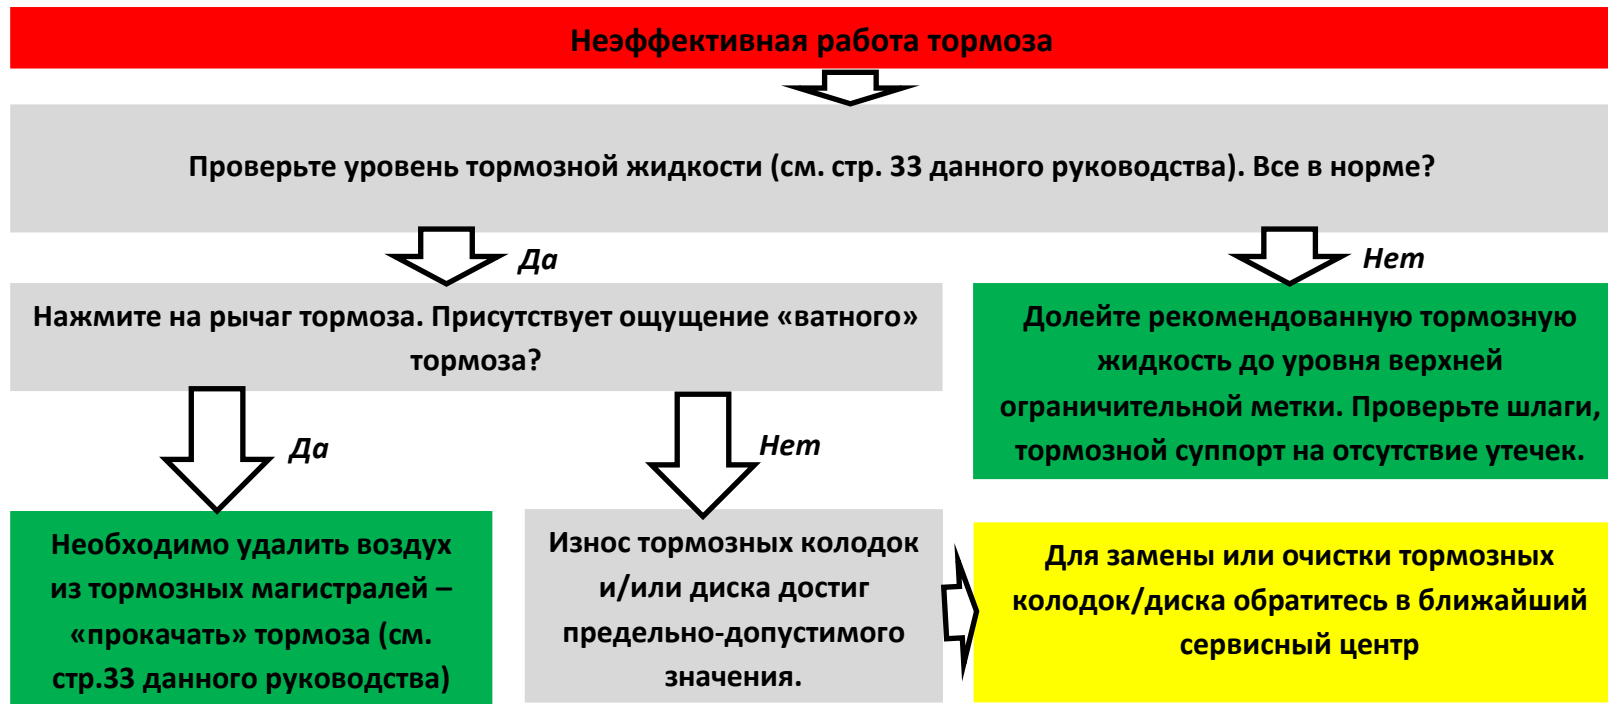 Неэффективная работа тормоза
Проверьте уровень тормозной жидкости (см. стр. 33 данного руководства). Все в норме?
Да
Нет
Нажмите на рычаг тормоза. Присутствует ощущение «ватного»
тормоза?
Долейте рекомендованную тормозную
жидкость до уровня верхней
ограничительной метки. Проверьте шлаги,
тормозной суппорт на отсутствие утечек.
Да
Нет
Необходимо удалить воздух
из тормозных магистралей –
«прокачать» тормоза (см.
стр.33 данного руководства)
Износ тормозных колодок
и/или диска достиг
предельно-допустимого
значения.
Для замены или очистки тормозных
колодок/диска обратитесь в ближайший
сервисный центр